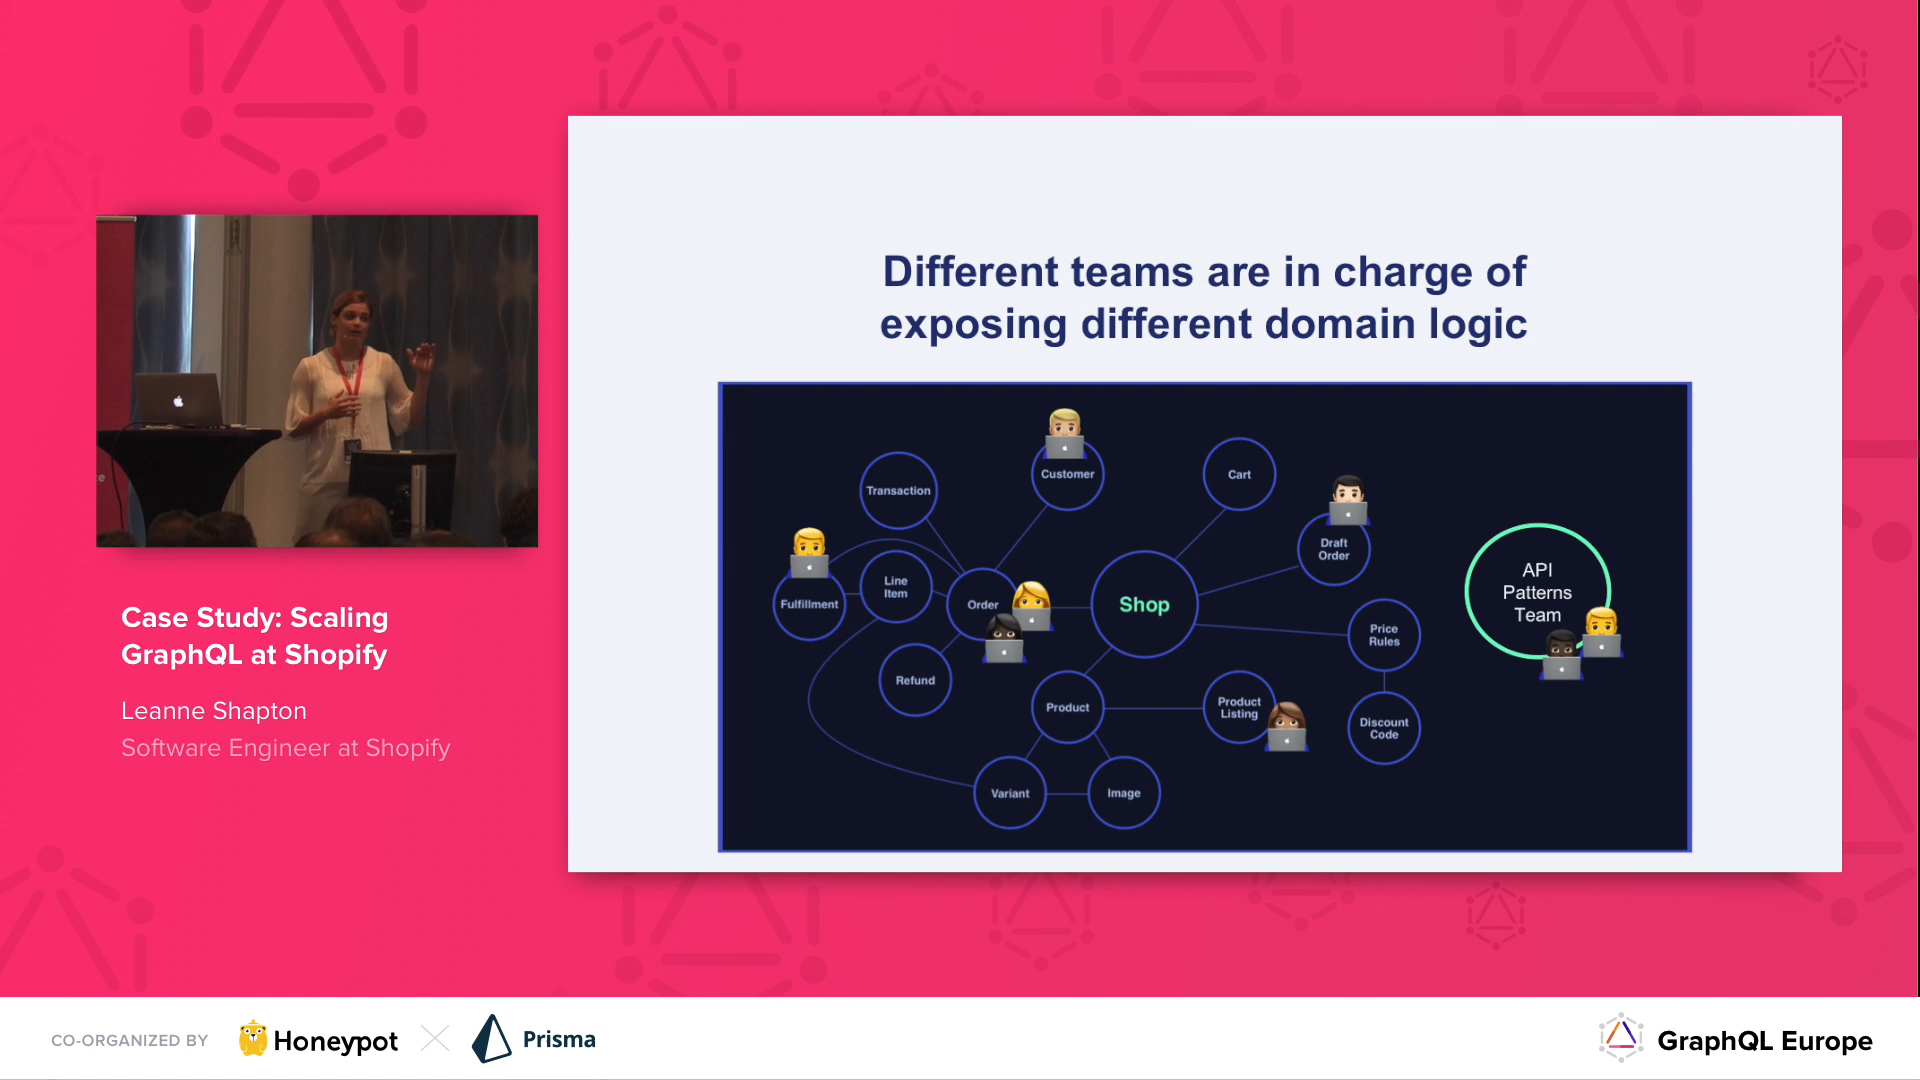 Different teams are in charge of
exposing different domain logic
Customer
Cart
Transaction
Draft
Order
API
Patterns
Team
Line
Item
Fulfillment
Order
Shop
Price
Rules
Refund
Product
Product
Listing
Discount
Code
Variant
Image
Case Study: Scaling
GraphQL at Shopify
Leanne Shapton
Software Engineer at Shopify
CO-ORGANIZED BY
Honeypot
Prisma
GraphQL Europe